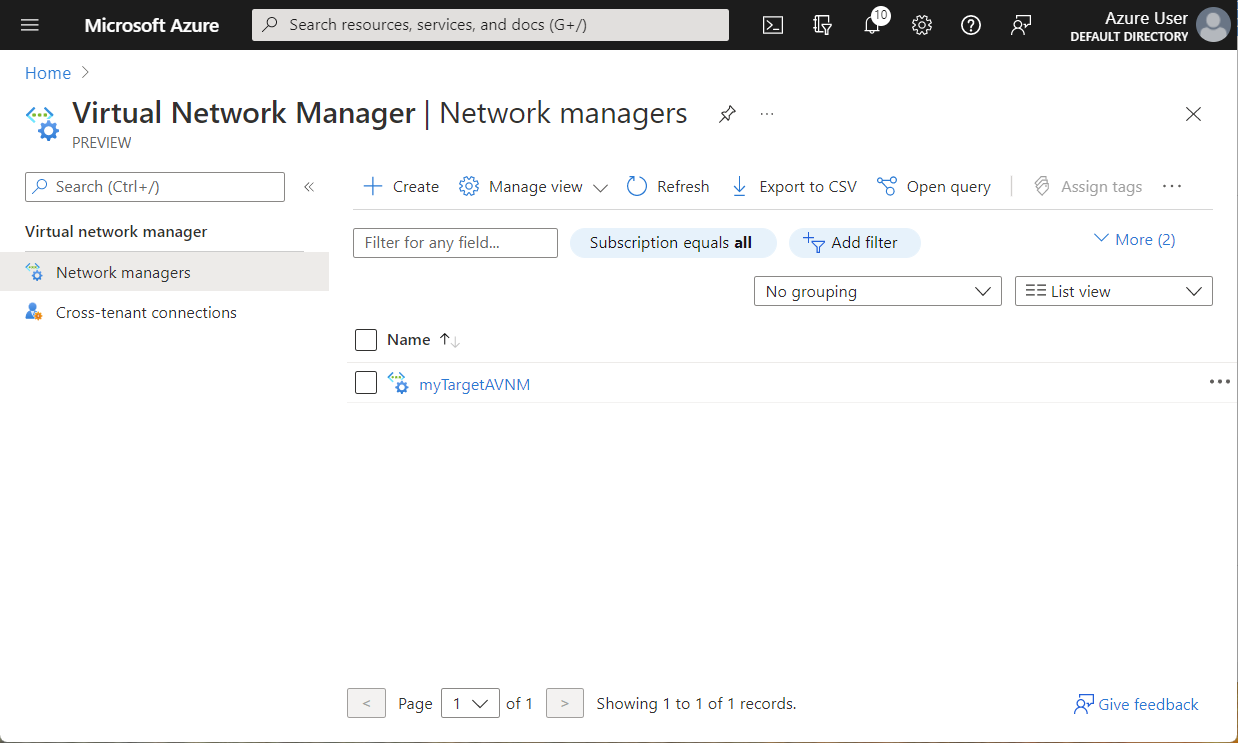 Microsoft Azure
Search resources, services, and docs (G+/)
10
Azure User
DEFAULT DIRECTORY
Home
Virtual Network Manager | Network managers
PREVIEW
Search (Ctrl+/)
Create
Manage view
Refresh
Export to CSV
Open query
Assign tags
Virtual network manager
Network managers
Cross-tenant connections
Filter for any field...
Subscription equals all
Add filter
More (2)
No grouping
List view
Name
myTargetAVNM
< Page 1 of 1 > Showing 1 to 1 of 1 records.
Give feedback